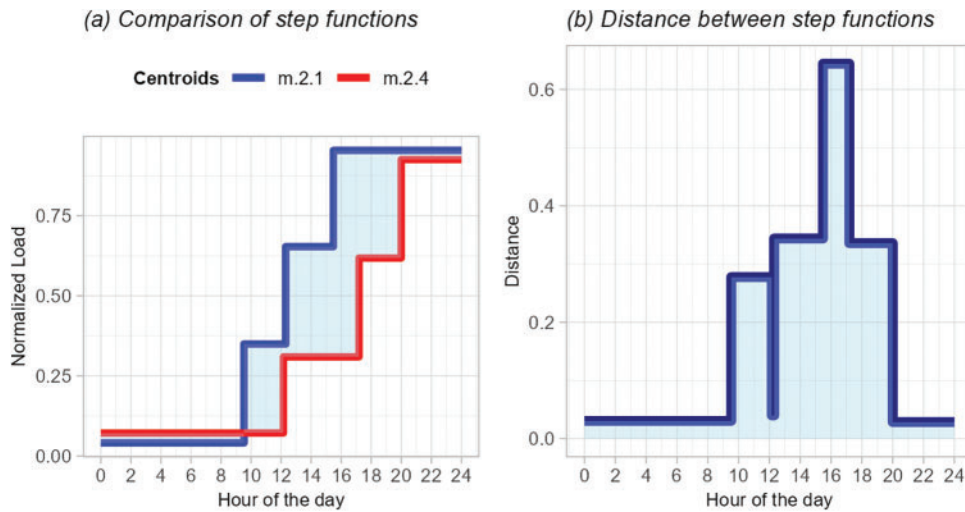 (a) Comparison of step functions
Centroids m.2.1 m.2.4
Normalized Load
0.75
0.50
0.25
0.00
0 2 4 6 8 10 12 14 16 18 20 22 24
Hour of the day
(b) Distance between step functions
Distance
0.6
0.4
0.2
0.0
0 2 4 6 8 10 12 14 16 18 20 22 24
Hour of the day